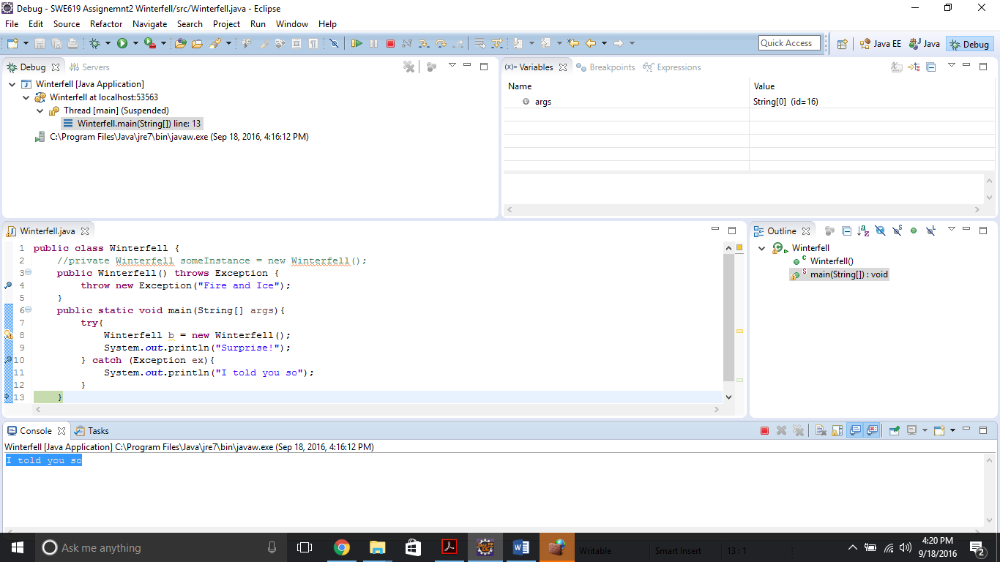 Debug - SWE619 Assignemnt2 Winterfell/src/Winterfell.java - Eclipse
File Edit Source Refactor Navigate Search Project Run Window Help
Quick Access Java EE Java Debug
Debug Servers
Winterfell [Java Application]
Winterfell at localhost:53563
Thread [main] (Suspended)
Winterfell.main(String[]) line: 13
C:\Program Files\Java\jre7\bin\javaw.exe (Sep 18, 2016, 4:16:12 PM)
(x)= Variables Breakpoints Expressions
Name Value
args String[0] (id=16)
Winterfell.java
1 public class Winterfell {
2 //private Winterfell someInstance = new Winterfell();
3 public Winterfell() throws Exception {
4 throw new Exception("Fire and Ice");
5 }
6 public static void main(String[] args){
7 try{
8 Winterfell b = new Winterfell();
9 System.out.println("Surprise!");
10 } catch (Exception ex){
11 System.out.println("I told you so");
12 }
13 }
Outline
Winterfell
Winterfell()
main(String[]) : void
Console Tasks
Winterfell [Java Application] C:\Program Files\Java\jre7\bin\javaw.exe (Sep 18, 2016, 4:16:12 PM)
I told you so
Ask me anything
Writable Smart Insert 13 : 1
4:20 PM
9/18/2016
2